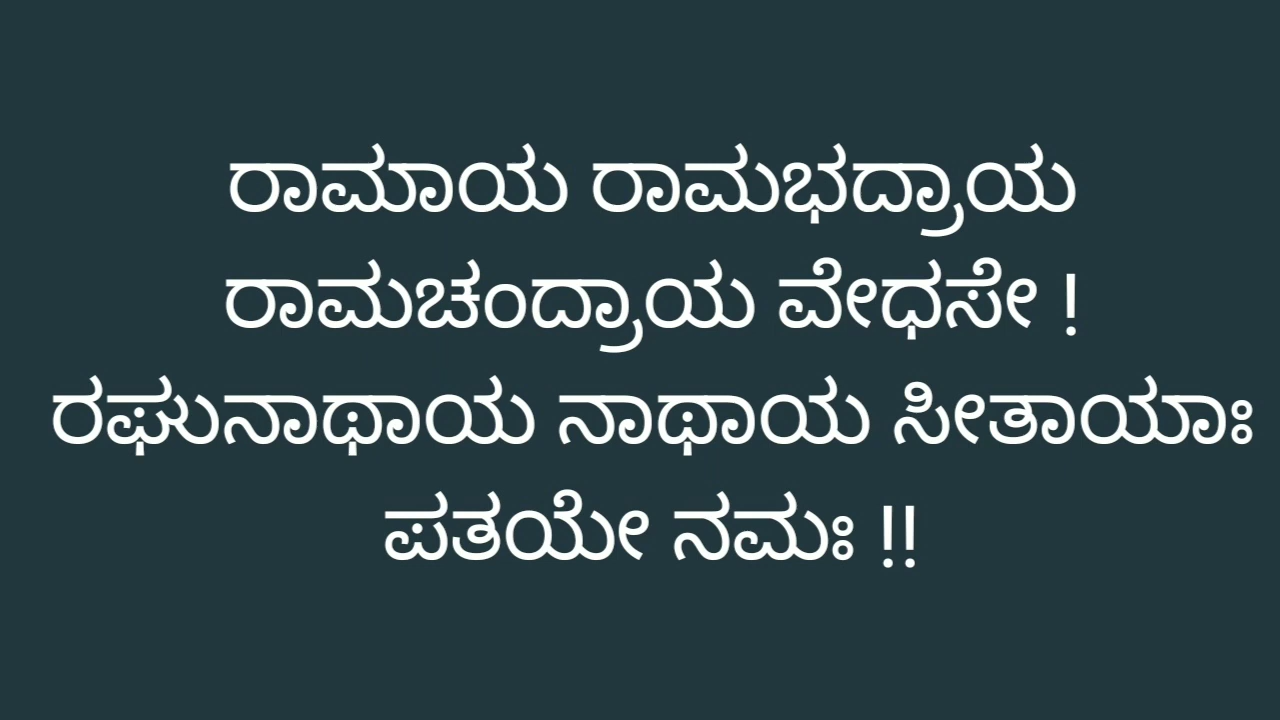 ರಾಮಾಯ ರಾಮಭದ್ರಾಯ
ರಾಮಚಂದ್ರಾಯ ವೇಧಸೇ !
ರಘುನಾಥಾಯ ನಾಥಾಯ ಸೀತಾಯಾಃ
ಪತಯೇ ನಮಃ !!